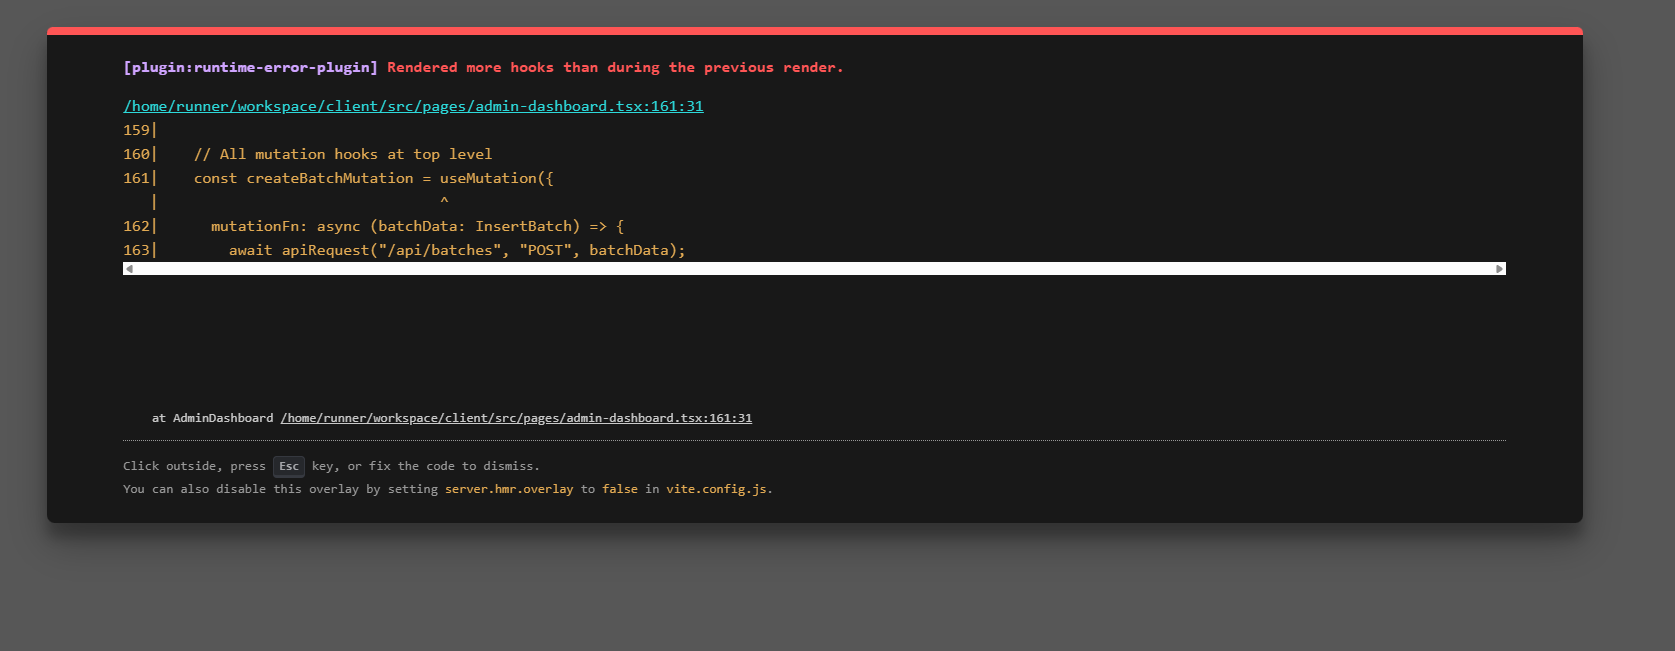 [plugin:runtime-error-plugin] Rendered more hooks than during the previous render.
/home/runner/workspace/client/src/pages/admin-dashboard.tsx:161:31
159|
160|    // All mutation hooks at top level
161|    const createBatchMutation = useMutation({
   |                                ^
162|      mutationFn: async (batchData: InsertBatch) => {
163|        await apiRequest("/api/batches", "POST", batchData);
at AdminDashboard /home/runner/workspace/client/src/pages/admin-dashboard.tsx:161:31
Click outside, press Esc key, or fix the code to dismiss.
You can also disable this overlay by setting server.hmr.overlay to false in vite.config.js.